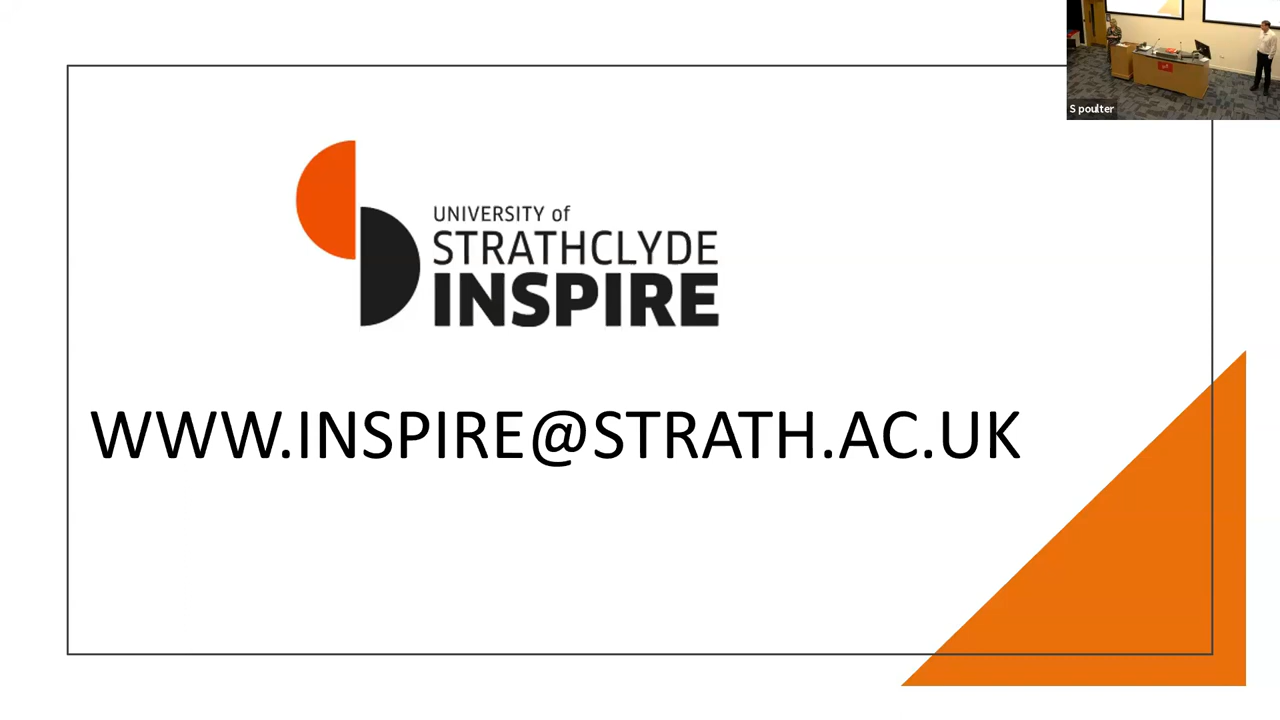 S poulter
UNIVERSITY of
STRATHCLYDE
INSPIRE
WWW.INSPIRE@STRATH.AC.UK